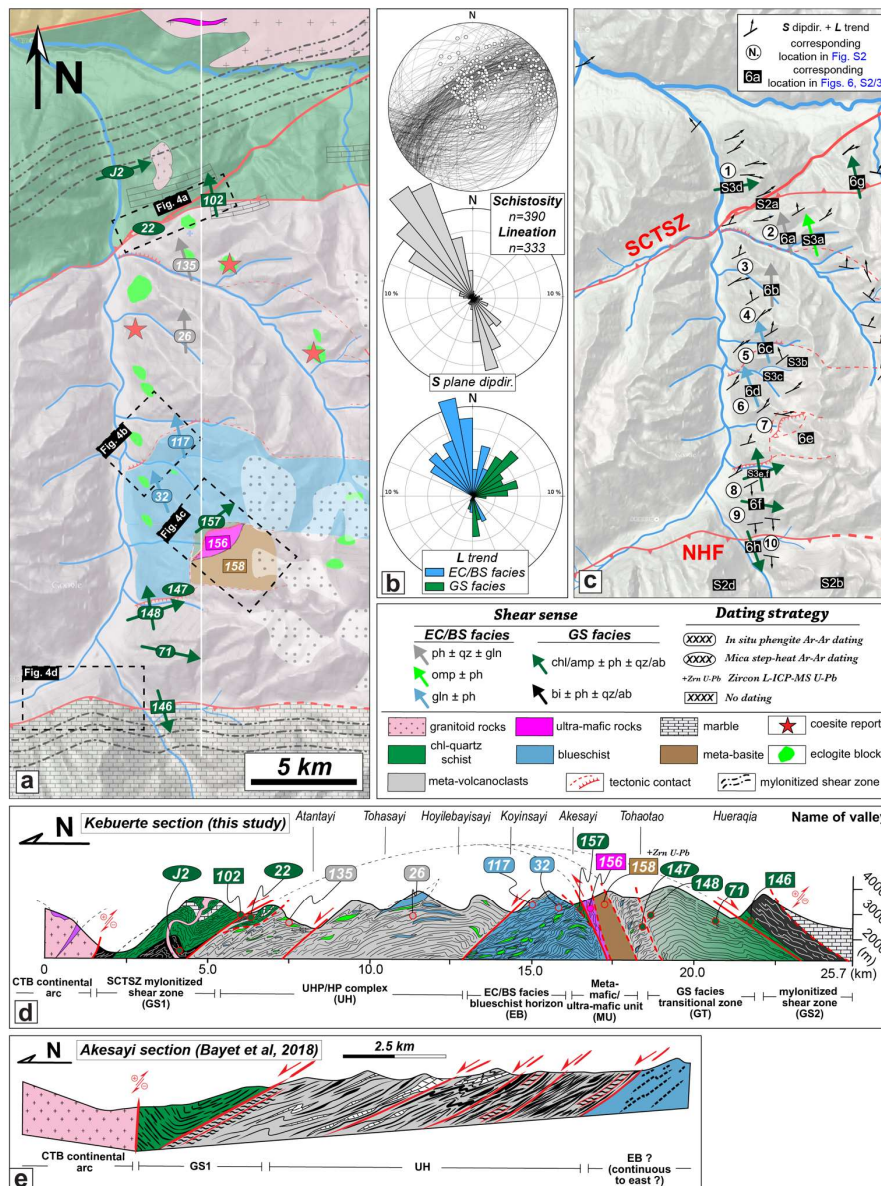 N
J2
102
Fig. 4a
22
135
26
Fig. 4b
117
32
Fig. 4c
157
156
158
147
148
71
Fig. 4d
146
a
5 km
N
N
Schistosity
n=390
Lineation
n=333
10 %
10 %
S plane dipdir.
N
10 %
10 %
L trend
EC/BS facies
GS facies
b
S dipdir. + L trend
N.
corresponding
location in Fig. S2
6a
corresponding
location in Figs. 6, S2/3
1
S3d
6g
S2a
SCTSZ
2
6a
S3a
3
6b
4
6c
5
S3b
S3c
6d
6
7
6e
S3e,f
8
6f
9
10
6h
NHF
S2d
S2b
c
Shear sense
EC/BS facies
GS facies
ph ± qz ± gln
omp ± ph
gln ± ph
chl/amp ± ph ± qz/ab
bi ± ph ± qz/ab
Dating strategy
XXXX In situ phengite Ar-Ar dating
XXXX Mica step-heat Ar-Ar dating
+Zrn U-Pb Zircon L-ICP-MS U-Pb
XXXX No dating
granitoid rocks
ultra-mafic rocks
marble
coesite report
chl-quartz
schist
blueschist
meta-basite
eclogite block
meta-volcanoclasts
tectonic contact
mylonitized shear zone
N
Kebuerte section (this study)
Atantayi
Tohasayi
Hoyilebayisayi
Koyinsayi
Akesayi
Tohaotao
Hueraqia
Name of valley
J2
102
22
135
26
117
32
157
156
+Zrn U-Pb
158
147
148
71
146
4000
3000
2000
(m)
0
5.0
10.0
15.0
20.0
25.7
(km)
CTB continental
arc
SCTSZ mylonitized
shear zone
(GS1)
UHP/HP complex
(UH)
EC/BS facies
blueschist horizon
(EB)
Meta-
mafic/
ultra-mafic unit
(MU)
GS facies
transitional zone
(GT)
mylonitized
shear zone
(GS2)
d
N
Akesayi section (Bayet et al, 2018)
2.5 km
CTB continental
arc
GS1
UH
EB ?
(continuous
to east ?)
e